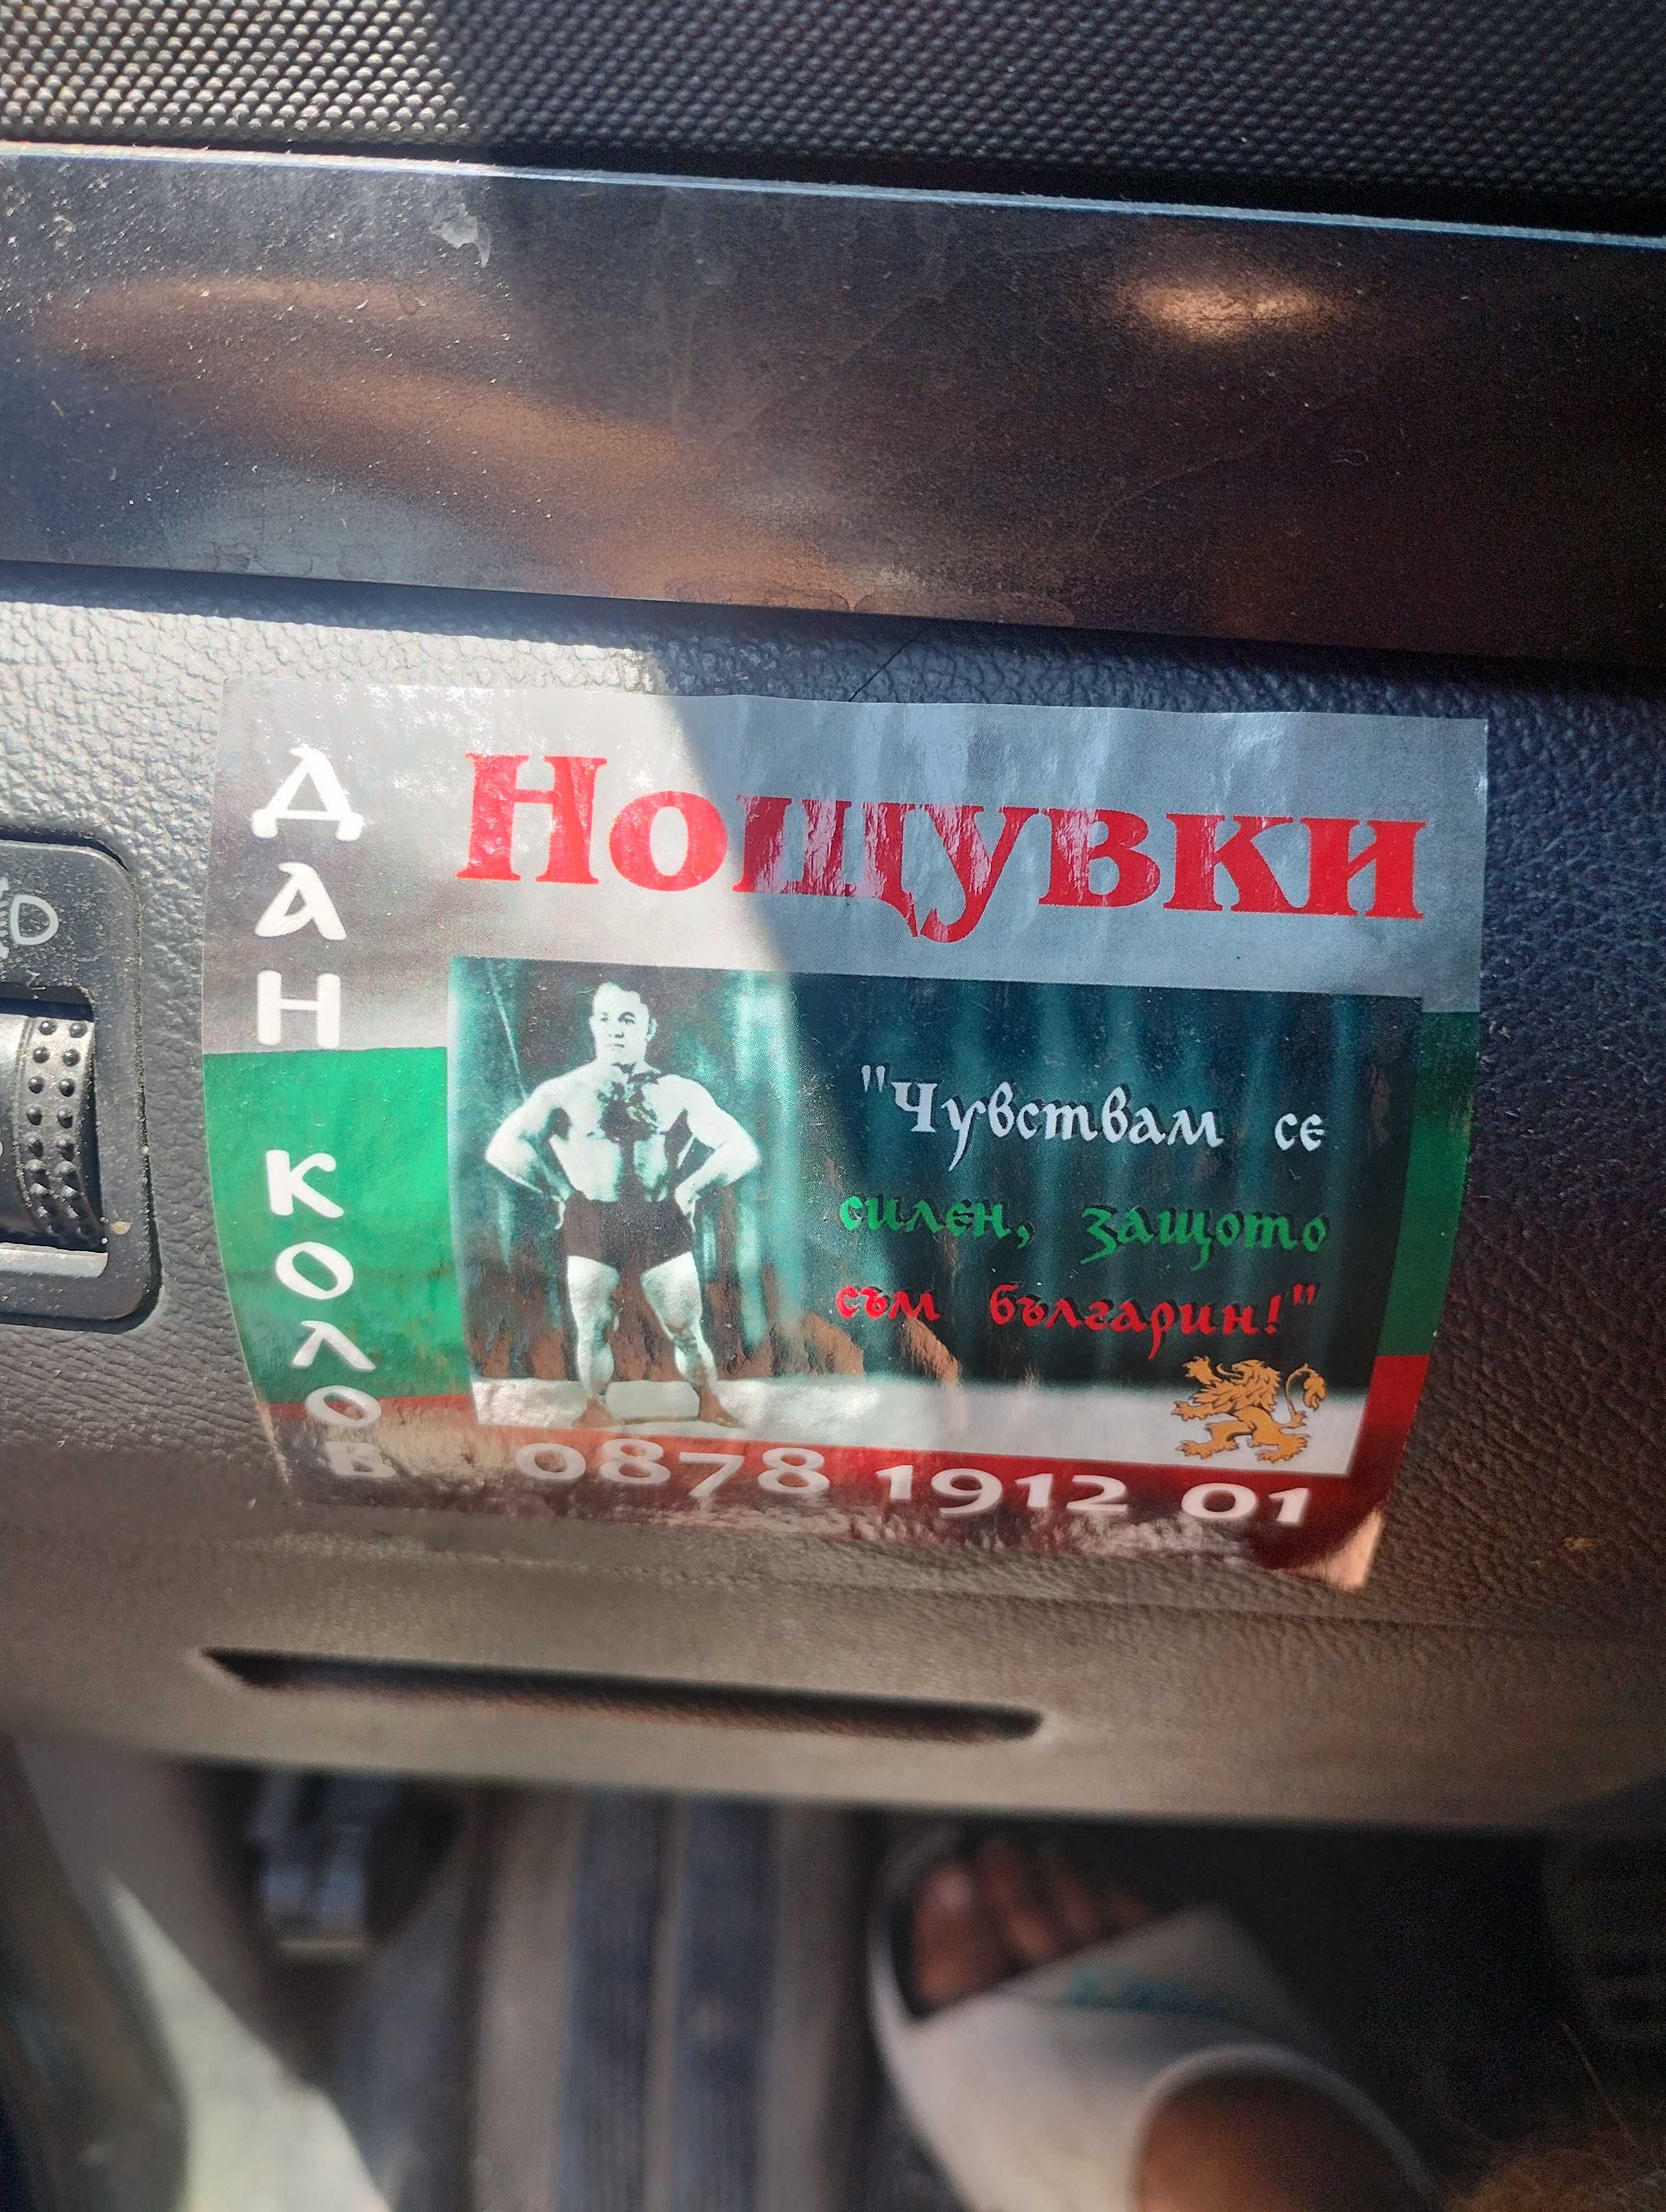 Нощувки
ДАН
КОЛОВ
"Чувствам се
силен, защото
съм българин!"
0878 1912 01